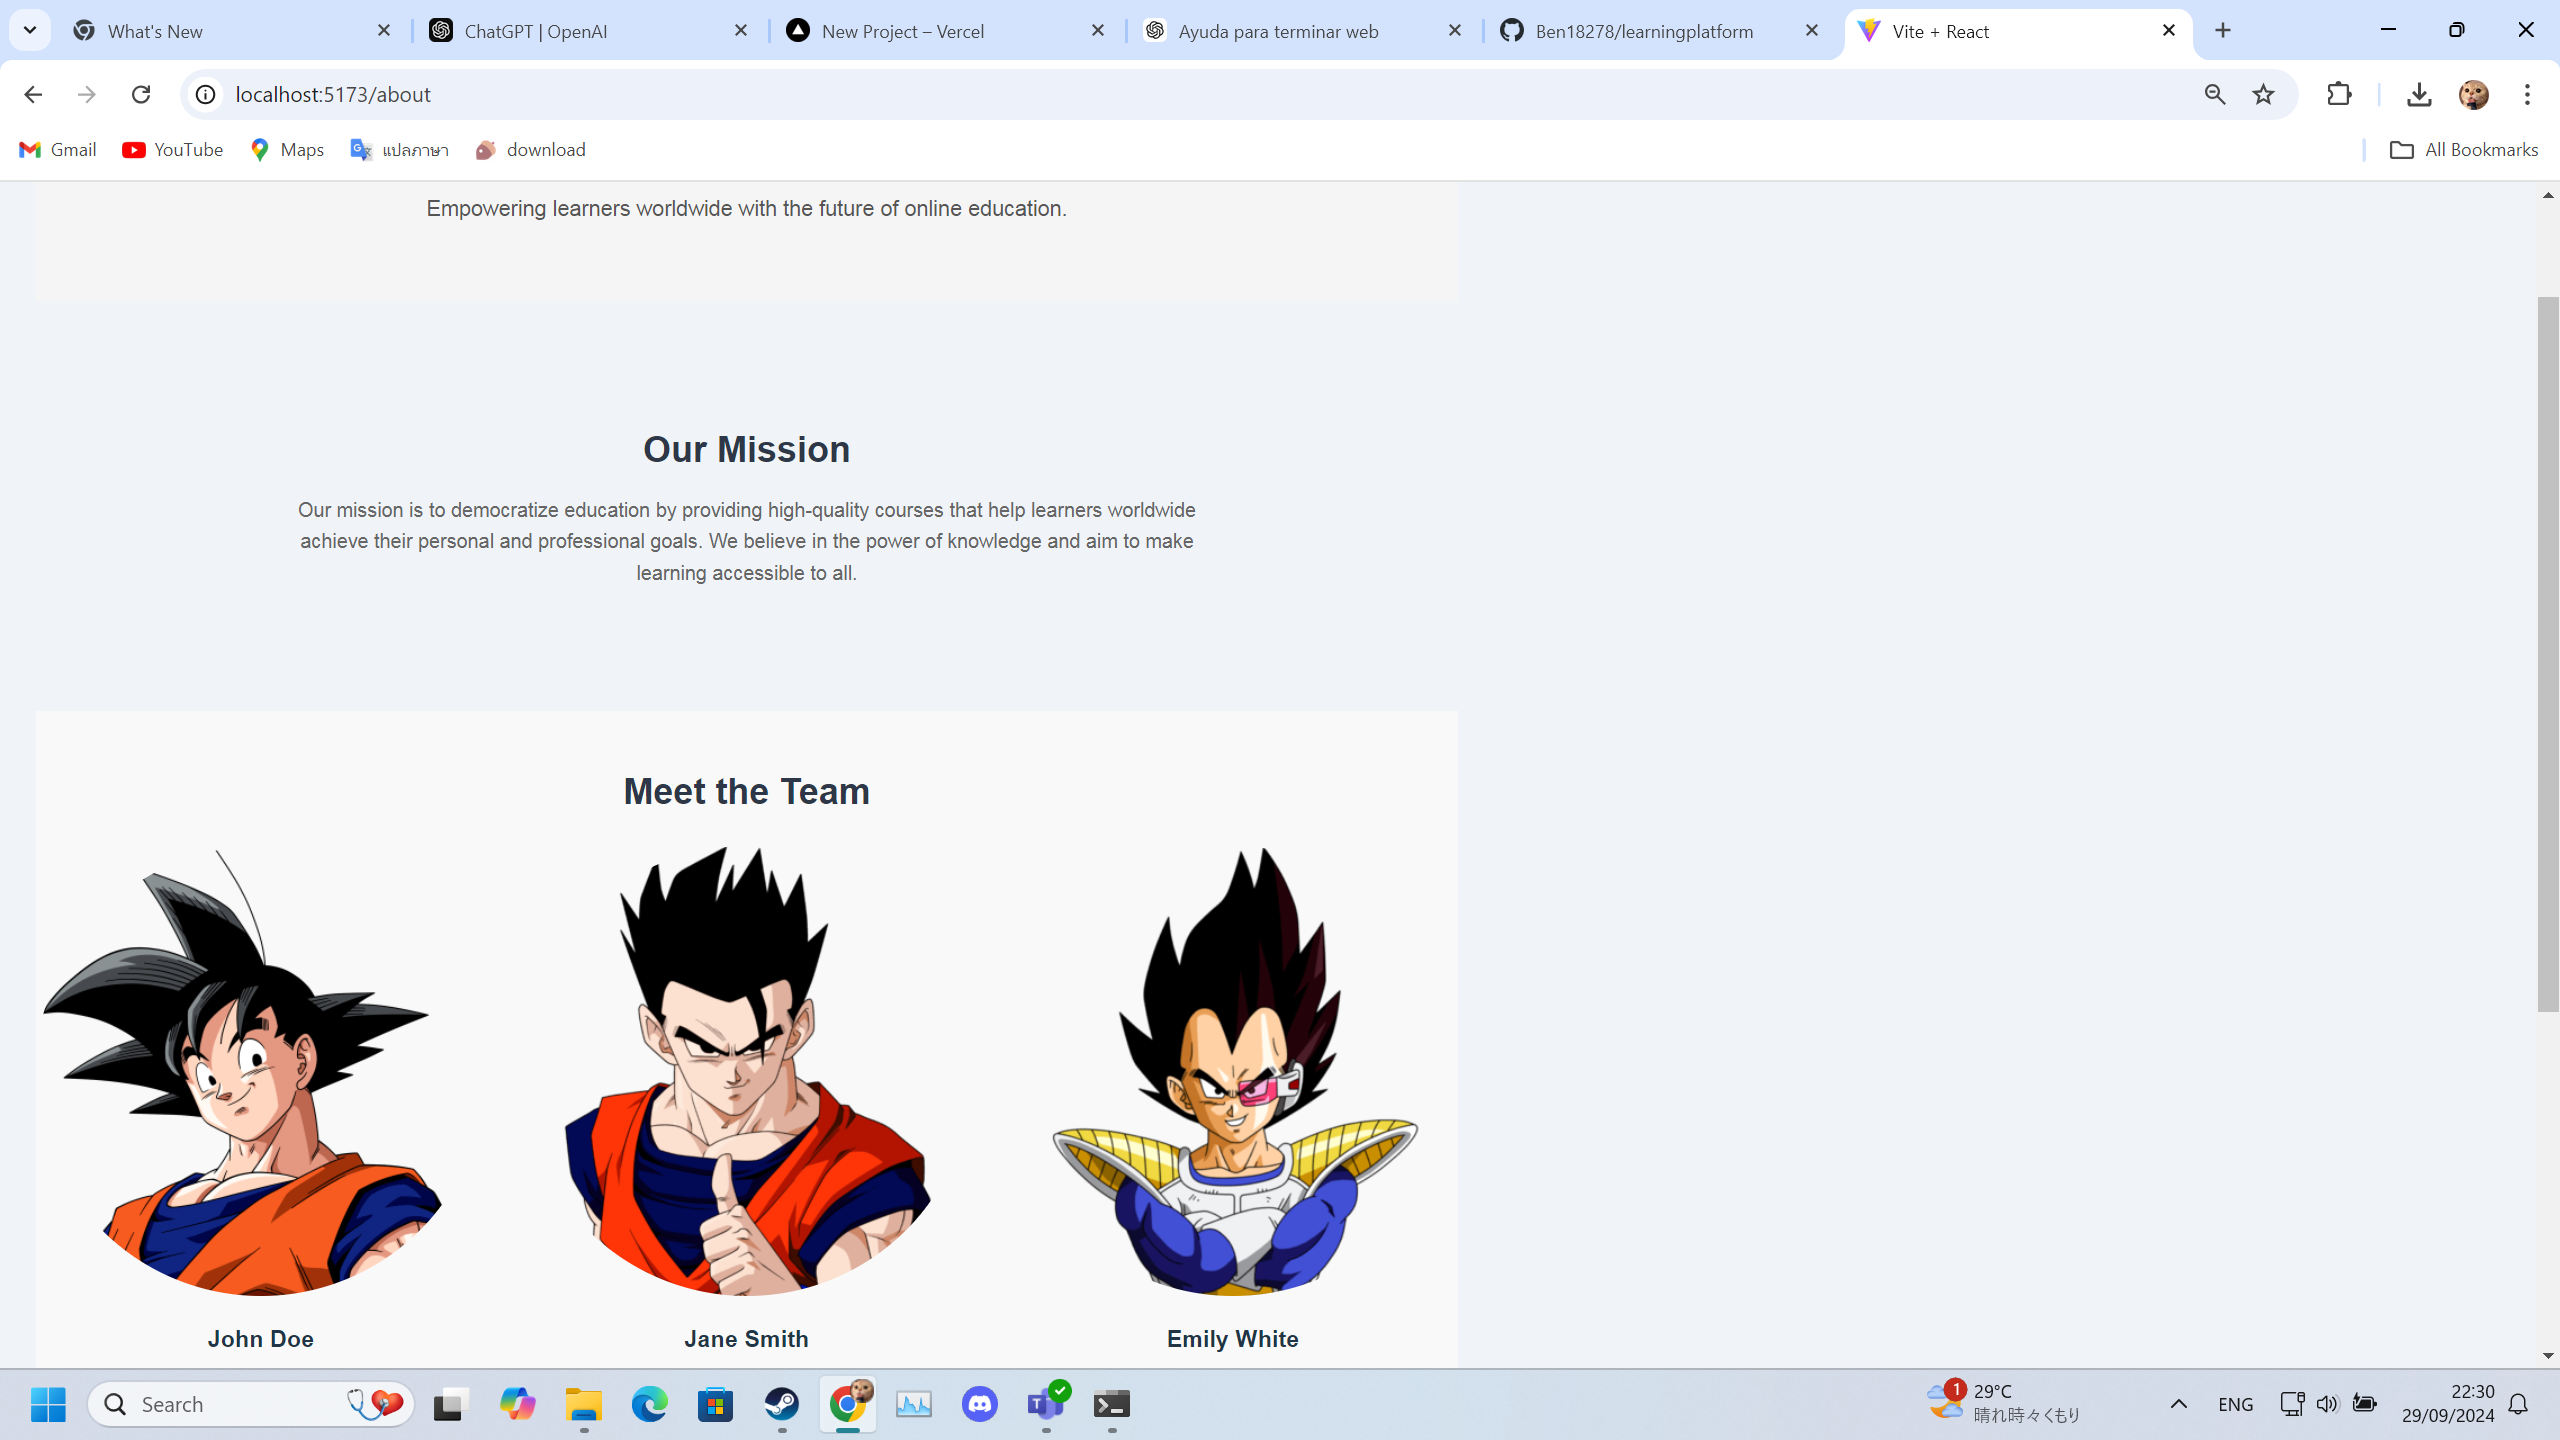 What's New
ChatGPT | OpenAI
New Project – Vercel
Ayuda para terminar web
Ben18278/learningplatform
Vite + React
localhost:5173/about
Gmail
YouTube
Maps
แปลภาษา
download
All Bookmarks
Empowering learners worldwide with the future of online education.
Our Mission
Our mission is to democratize education by providing high-quality courses that help learners worldwide
achieve their personal and professional goals. We believe in the power of knowledge and aim to make
learning accessible to all.
Meet the Team
John Doe
Jane Smith
Emily White
Search
1
29°C
晴れ時々くもり
ENG
22:30
29/09/2024